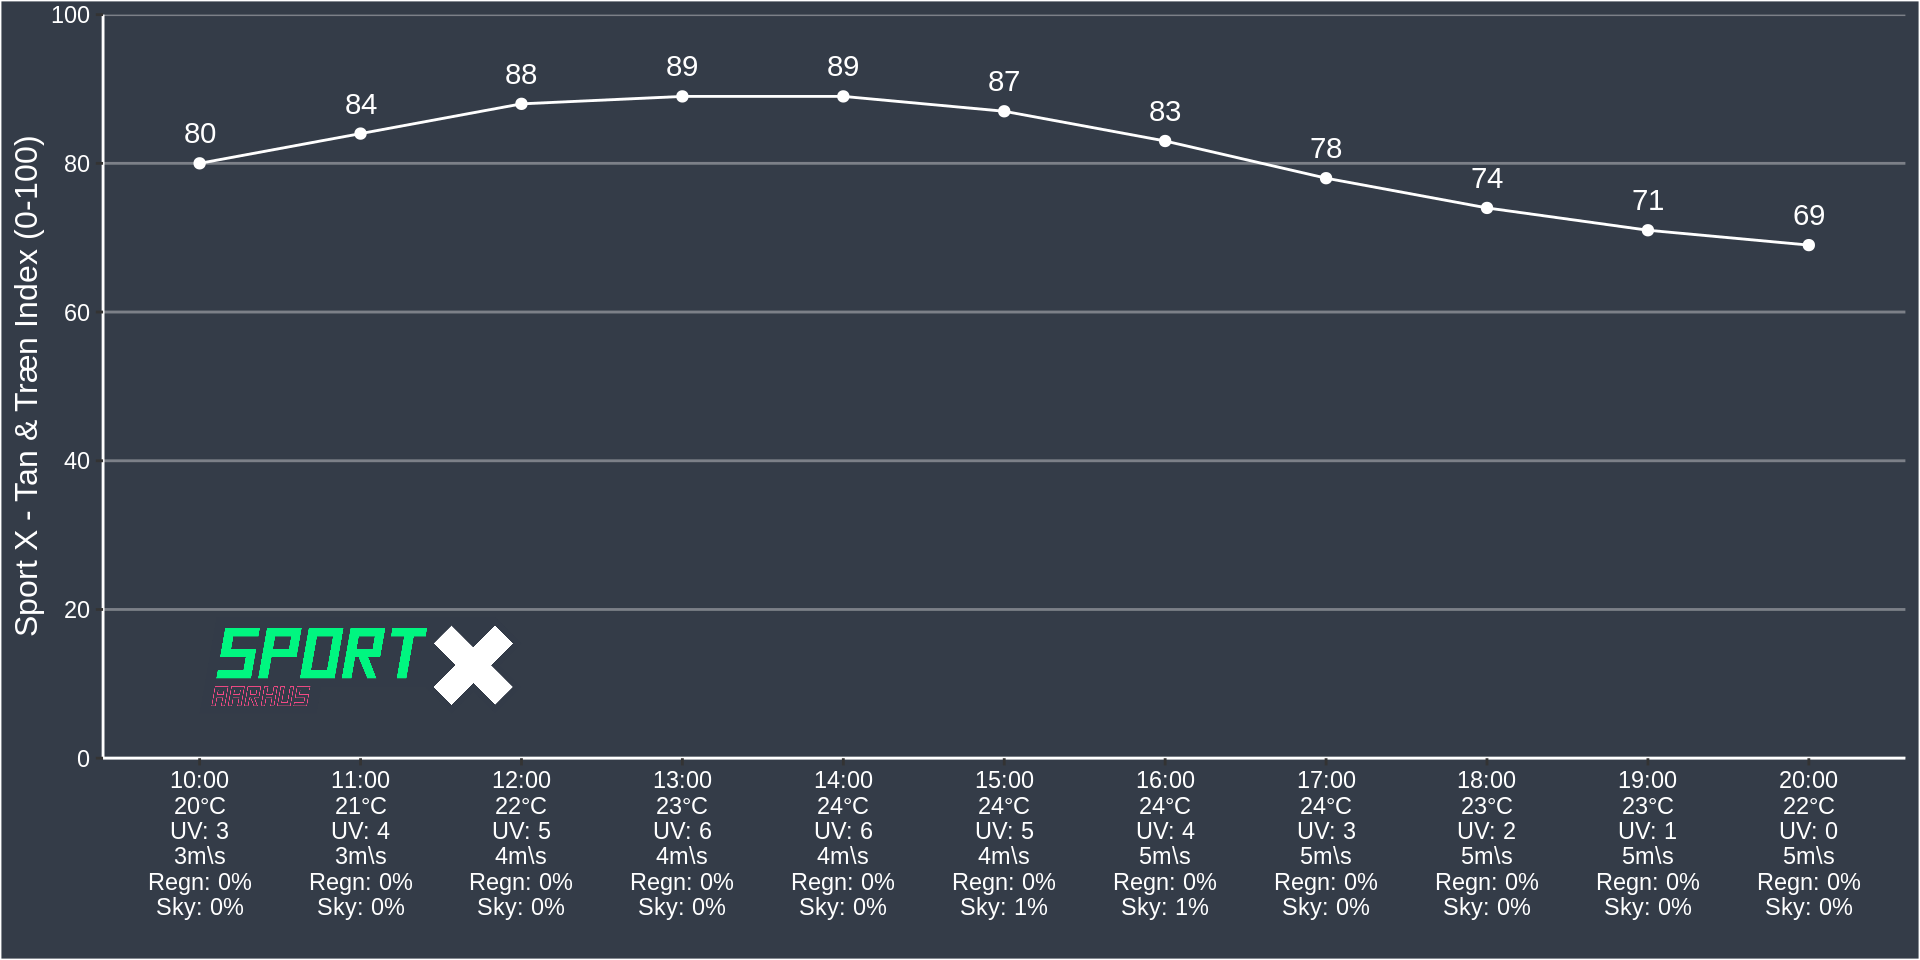 Sport X - Tan & Træn Index (0-100)
100
80
60
40
20
0
80
84
88
89
89
87
83
78
74
71
69
SPORT X
AARHUS
10:00 11:00 12:00 13:00 14:00 15:00 16:00 17:00 18:00 19:00 20:00
20°C 21°C 22°C 23°C 24°C 24°C 24°C 24°C 23°C 23°C 22°C
UV: 3 UV: 4 UV: 5 UV: 6 UV: 6 UV: 5 UV: 4 UV: 3 UV: 2 UV: 1 UV: 0
3m\s 3m\s 4m\s 4m\s 4m\s 4m\s 5m\s 5m\s 5m\s 5m\s 5m\s
Regn: 0% Regn: 0% Regn: 0% Regn: 0% Regn: 0% Regn: 0% Regn: 0% Regn: 0% Regn: 0% Regn: 0% Regn: 0%
Sky: 0% Sky: 0% Sky: 0% Sky: 0% Sky: 0% Sky: 1% Sky: 1% Sky: 0% Sky: 0% Sky: 0% Sky: 0%